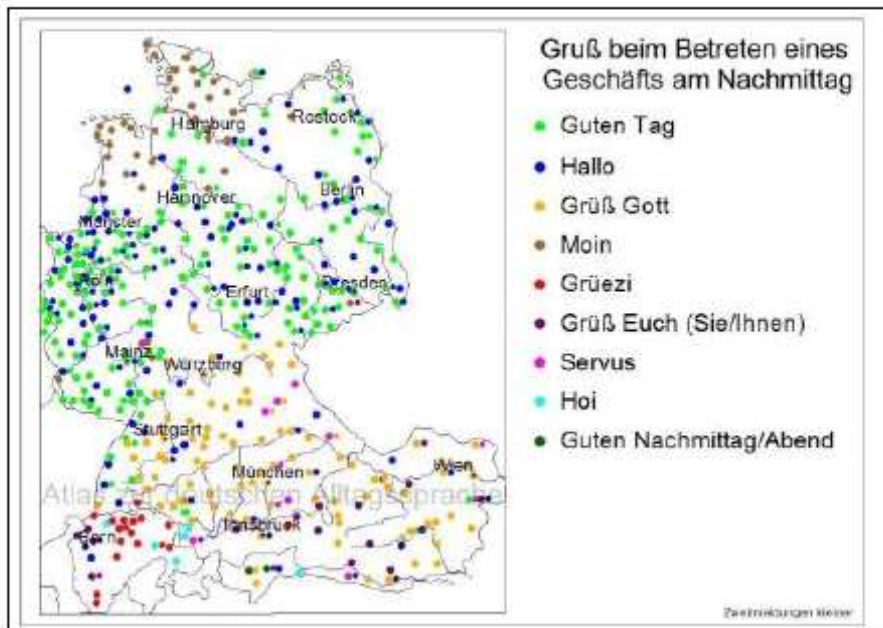 Gruß beim Betreten eines
Geschäfts am Nachmittag
Guten Tag
Hallo
Grüß Gott
Moin
Grüezi
Grüß Euch (Sie/Ihnen)
Servus
Hoi
Guten Nachmittag/Abend
Hamburg
Rostock
Hannover
Berlin
Münster
Köln
Erfurt
Dresden
Mainz
Würzburg
Stuttgart
München
Wien
Atlas zur deutschen Alltagssprache
Innsbruck
Bern
Zweitmeldungen kleiner